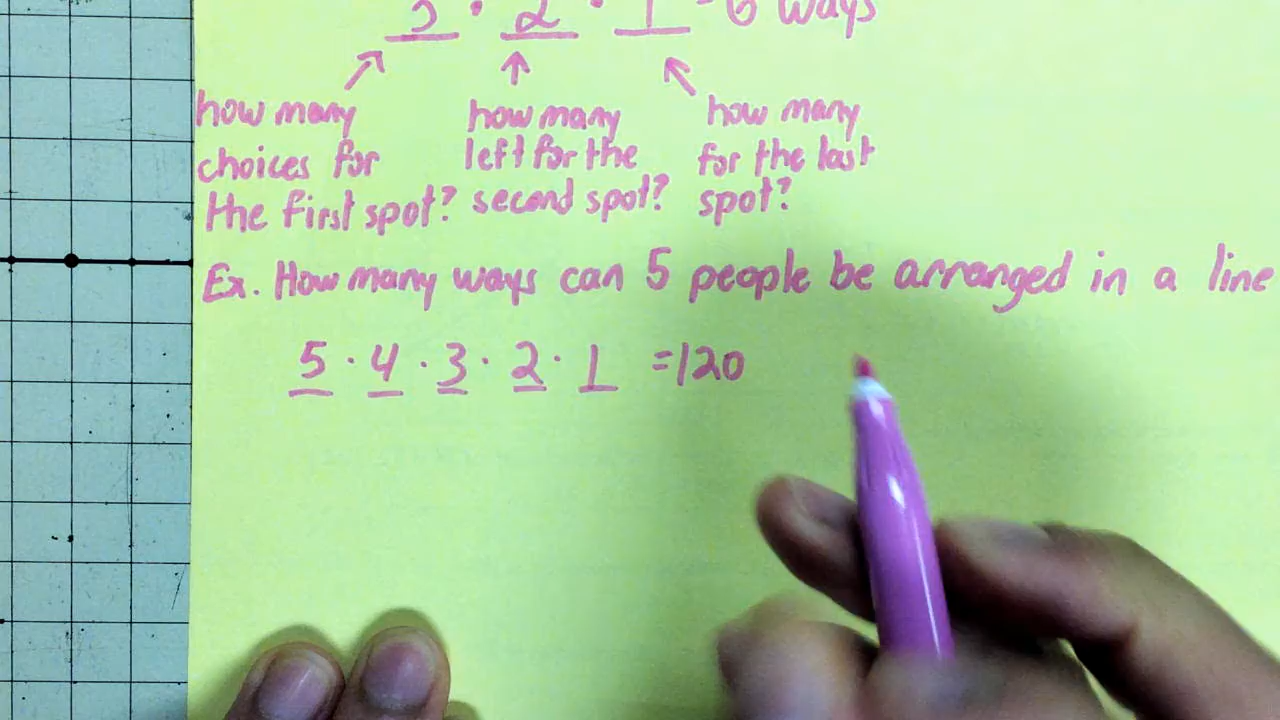 3 · 2 · 1 = 6 ways
how many how many how many
choices for left for the for the last
the first spot? second spot? spot?
Ex. How many ways can 5 people be arranged in a line
5 · 4 · 3 · 2 · 1 = 120